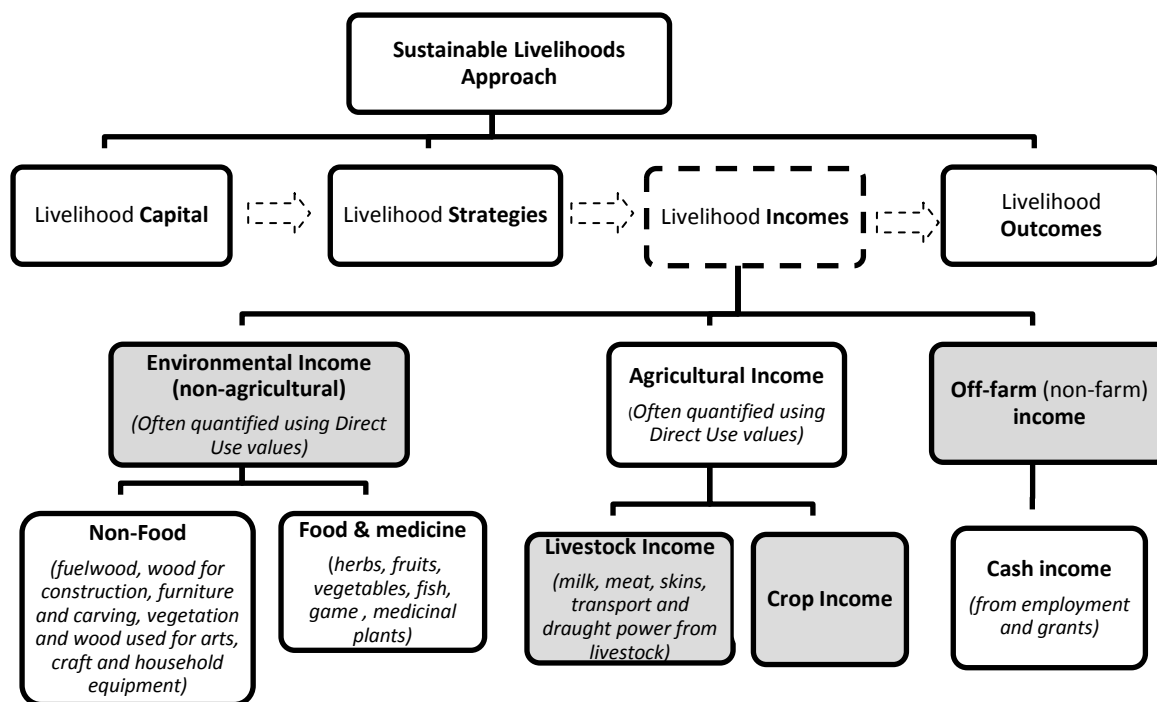 Sustainable Livelihoods
Approach
Livelihood Capital
Livelihood Strategies
Livelihood Incomes
Livelihood
Outcomes
Environmental Income
(non-agricultural)
(Often quantified using Direct
Use values)
Agricultural Income
(Often quantified using
Direct Use values)
Off-farm (non-farm)
income
Non-Food
(fuelwood, wood for
construction, furniture
and carving, vegetation
and wood used for arts,
craft and household
equipment)
Food & medicine
(herbs, fruits,
vegetables, fish,
game , medicinal
plants)
Livestock Income
(milk, meat, skins,
transport and
draught power from
livestock)
Crop Income
Cash income
(from employment
and grants)